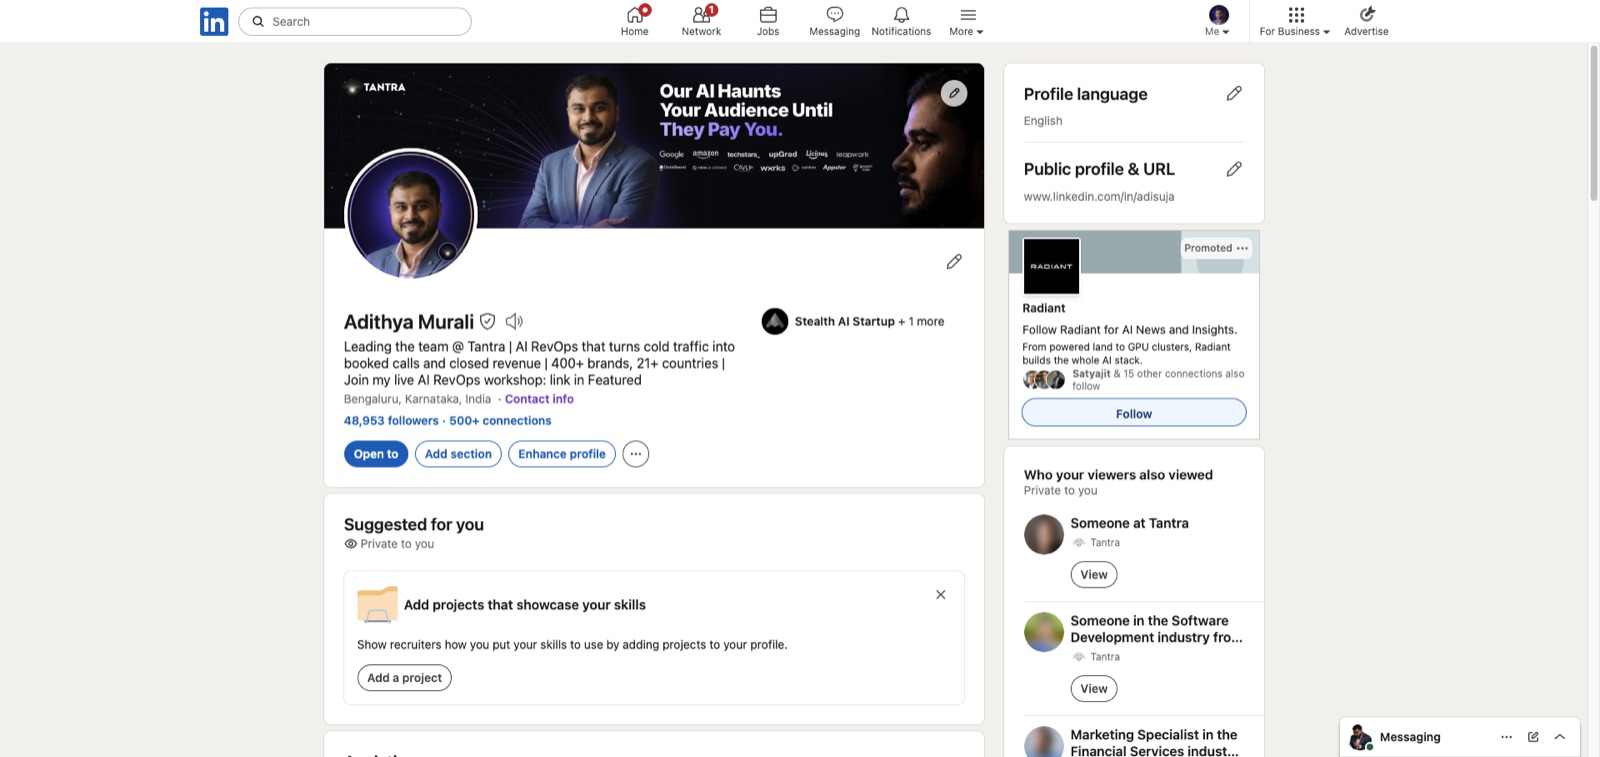 in
Search
Home
1
Network
Jobs
Messaging
Notifications
More
Me
For Business
Advertise
TANTRA
Our AI Haunts
Your Audience Until
They Pay You.
Google amazon techstars_ upGrad Licious leapwork
wxrks Appster
Adithya Murali
Leading the team @ Tantra | AI RevOps that turns cold traffic into
booked calls and closed revenue | 400+ brands, 21+ countries |
Join my live AI RevOps workshop: link in Featured
Bengaluru, Karnataka, India · Contact info
48,953 followers · 500+ connections
Open to
Add section
Enhance profile
Stealth AI Startup + 1 more
Suggested for you
Private to you
Add projects that showcase your skills
Show recruiters how you put your skills to use by adding projects to your profile.
Add a project
Profile language
English
Public profile & URL
www.linkedin.com/in/adisuja
Promoted
RADIANT
Radiant
Follow Radiant for AI News and Insights.
From powered land to GPU clusters, Radiant
builds the whole AI stack.
Satyajit & 15 other connections also
follow
Follow
Who your viewers also viewed
Private to you
Someone at Tantra
Tantra
View
Someone in the Software
Development industry fro...
Tantra
View
Marketing Specialist in the
Financial Services indust...
Messaging